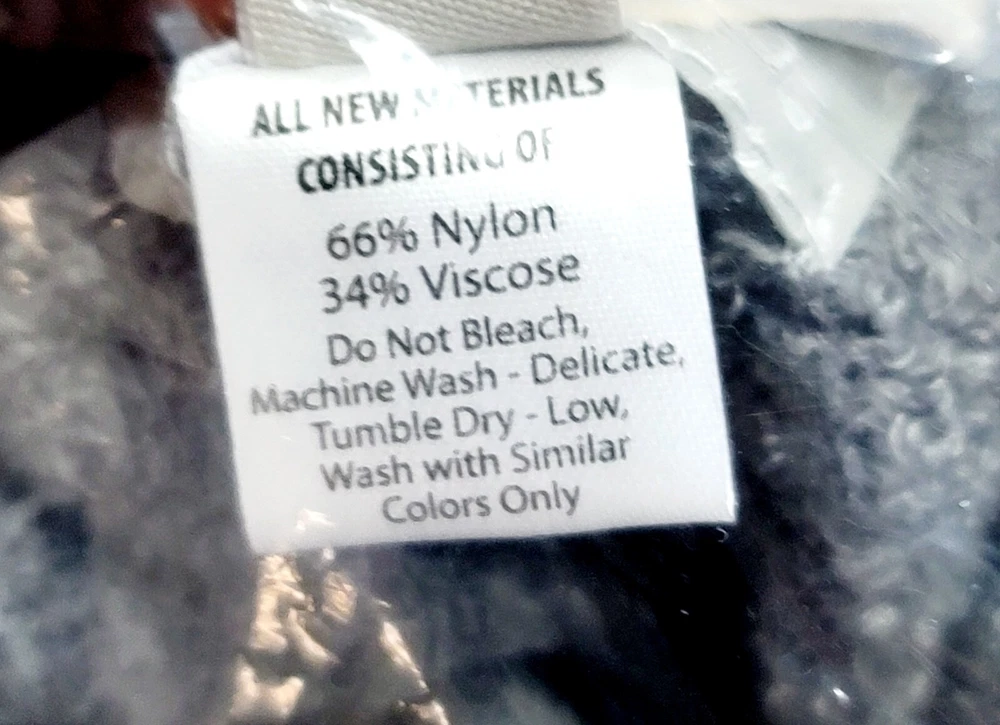 ALL NEW MATERIALS
CONSISTING OF
66% Nylon
34% Viscose
Do Not Bleach,
Machine Wash - Delicate,
Tumble Dry - Low,
Wash with Similar
Colors Only